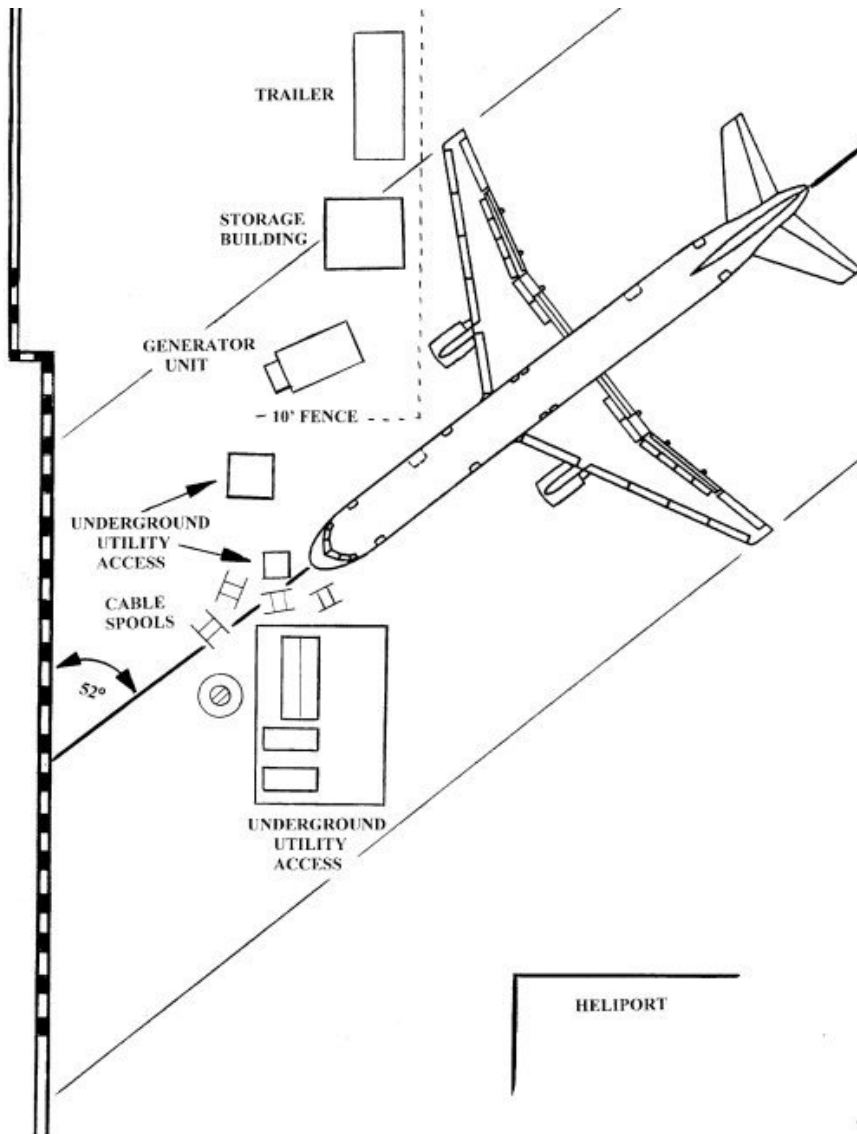 TRAILER
STORAGE
BUILDING
GENERATOR
UNIT
10' FENCE
UNDERGROUND
UTILITY
ACCESS
CABLE
SPOOLS
52º
UNDERGROUND
UTILITY
ACCESS
HELIPORT